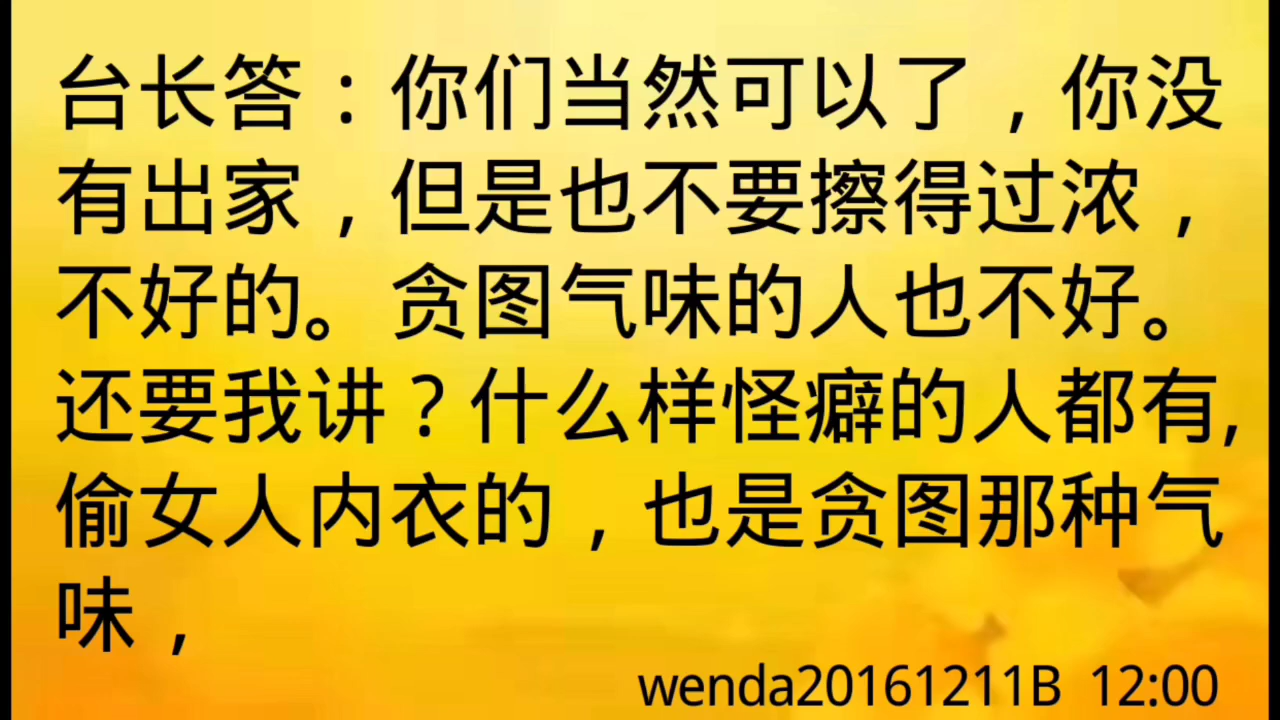 台长答：你们当然可以了，你没
有出家，但是也不要擦得过浓，
不好的。贪图气味的人也不好。
还要我讲？什么样怪癖的人都有,
偷女人内衣的，也是贪图那种气
味，
wenda20161211B 12:00